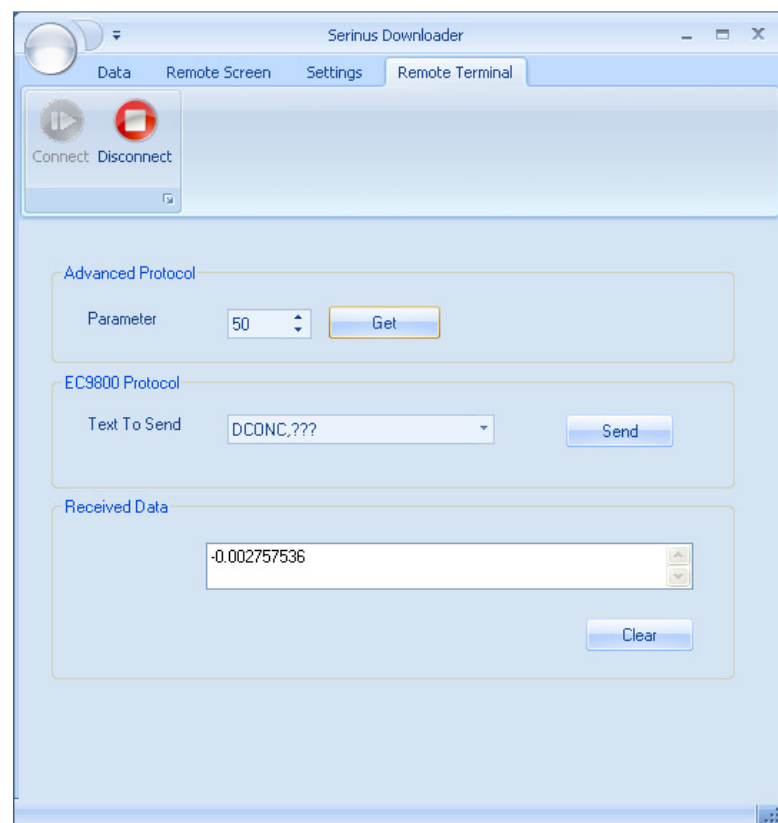 Serinus Downloader
Data Remote Screen Settings Remote Terminal
Connect Disconnect
Advanced Protocol
Parameter 50 Get
EC9800 Protocol
Text To Send DCONC,??? Send
Received Data
-0.002757536
Clear